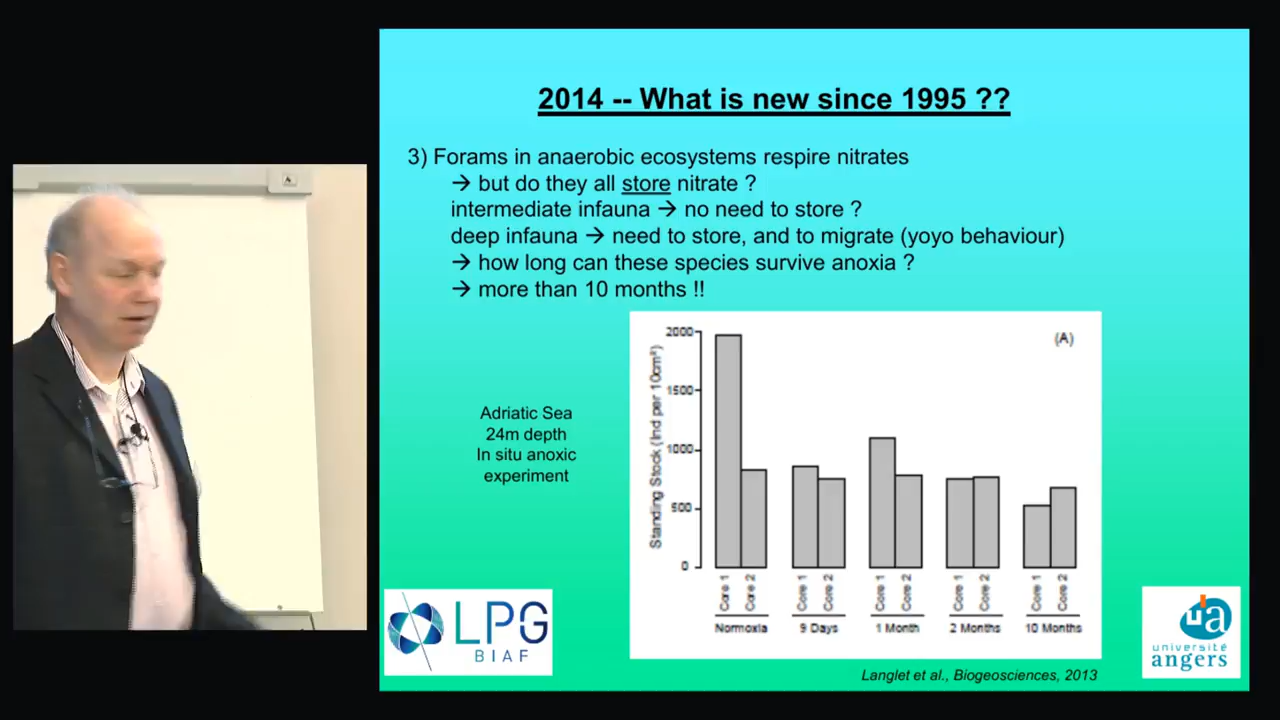 2014 -- What is new since 1995 ??
3) Forams in anaerobic ecosystems respire nitrates
→ but do they all store nitrate ?
intermediate infauna → no need to store ?
deep infauna → need to store, and to migrate (yoyo behaviour)
→ how long can these species survive anoxia ?
→ more than 10 months !!
Adriatic Sea
24m depth
In situ anoxic
experiment
(A)
Standing Stock (Ind per 10cm²)
2000
1500
1000
500
0
Core 1 Core 2 Core 1 Core 2 Core 1 Core 2 Core 1 Core 2 Core 1 Core 2
Normoxia 9 Days 1 Month 2 Months 10 Months
LPG
BIAF
Langlet et al., Biogeosciences, 2013
ua
université
angers